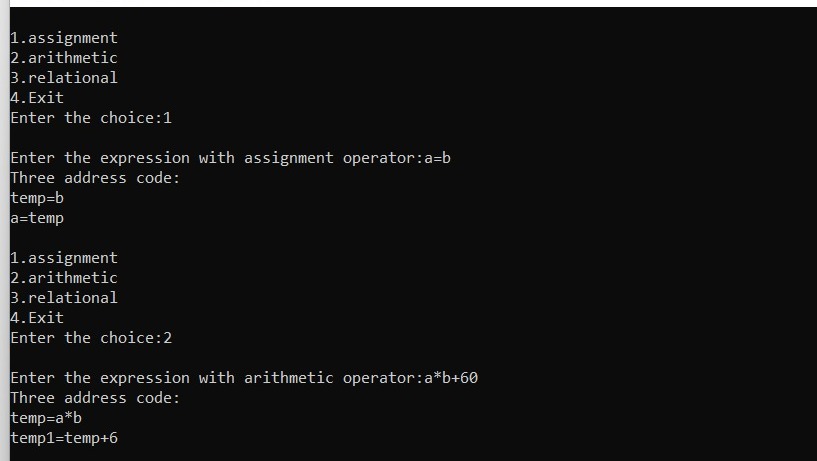 1.assignment
2.arithmetic
3.relational
4.Exit
Enter the choice:1
Enter the expression with assignment operator:a=b
Three address code:
temp=b
a=temp
1.assignment
2.arithmetic
3.relational
4.Exit
Enter the choice:2
Enter the expression with arithmetic operator:a*b+60
Three address code:
temp=a*b
temp1=temp+6